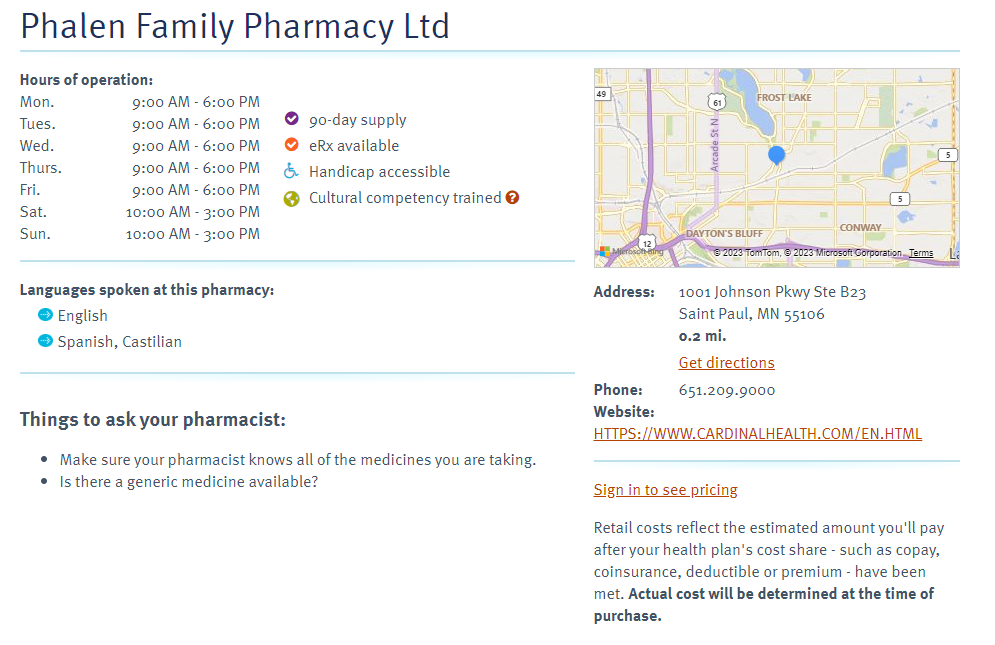 Phalen Family Pharmacy Ltd
Hours of operation:
Mon. 9:00 AM - 6:00 PM
Tues. 9:00 AM - 6:00 PM
Wed. 9:00 AM - 6:00 PM
Thurs. 9:00 AM - 6:00 PM
Fri. 9:00 AM - 6:00 PM
Sat. 10:00 AM - 3:00 PM
Sun. 10:00 AM - 3:00 PM
90-day supply
eRx available
Handicap accessible
Cultural competency trained ?
Languages spoken at this pharmacy:
English
Spanish, Castilian
Things to ask your pharmacist:
Make sure your pharmacist knows all of the medicines you are taking.
Is there a generic medicine available?
49
61
FROST LAKE
Arcade St N
5
5
DAYTON'S BLUFF
CONWAY
12
Microsoft Bing
© 2023 TomTom, © 2023 Microsoft Corporation Terms
Address: 1001 Johnson Pkwy Ste B23
Saint Paul, MN 55106
0.2 mi.
Get directions
Phone: 651.209.9000
Website:
HTTPS://WWW.CARDINALHEALTH.COM/EN.HTML
Sign in to see pricing
Retail costs reflect the estimated amount you'll pay
after your health plan's cost share - such as copay,
coinsurance, deductible or premium - have been
met. Actual cost will be determined at the time of
purchase.